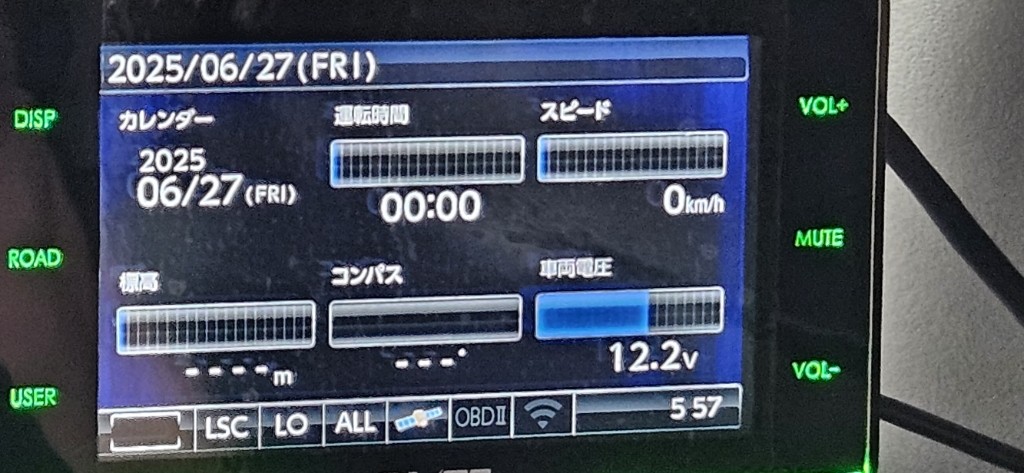 2025/06/27(FRI)
DISP
カレンダー
運転時間
スピード
VOL+
2025
06/27(FRI)
00:00
0km/h
ROAD
MUTE
標高
コンパス
車両電圧
----m
---°
12.2v
USER
VOL-
LSC
LO
ALL
OBDⅡ
5 57